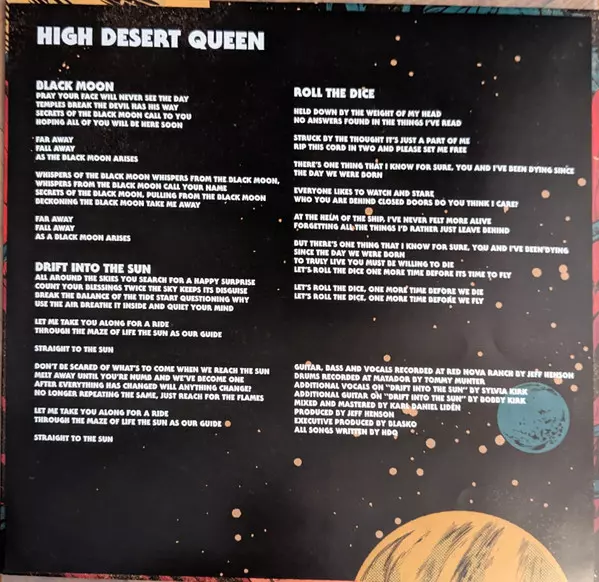 HIGH DESERT QUEEN
BLACK MOON
PRAY YOUR FACE WILL NEVER SEE THE DAY
TEMPLES BREAK THE DEVIL HAS HIS WAY
SECRETS OF THE BLACK MOON CALL TO YOU
HOPING ALL OF YOU WILL BE HERE SOON
FAR AWAY
FALL AWAY
AS THE BLACK MOON ARISES
WHISPERS OF THE BLACK MOON WHISPERS FROM THE BLACK MOON,
WHISPERS FROM THE BLACK MOON CALL YOUR NAME
SECRETS OF THE BLACK MOON, PULLING FROM THE BLACK MOON
BECKONING THE BLACK MOON TAKE ME AWAY
FAR AWAY
FALL AWAY
AS A BLACK MOON ARISES
DRIFT INTO THE SUN
ALL AROUND THE SKIES YOU SEARCH FOR A HAPPY SURPRISE
COUNT YOUR BLESSINGS TWICE THE SKY KEEPS ITS DISGUISE
BREAK THE BALANCE OF THE TIDE START QUESTIONING WHY
USE THE AIR BREATHE IT INSIDE AND QUIET YOUR MIND
LET ME TAKE YOU ALONG FOR A RIDE
THROUGH THE MAZE OF LIFE THE SUN AS OUR GUIDE
STRAIGHT TO THE SUN
DON'T BE SCARED OF WHAT'S TO COME WHEN WE REACH THE SUN
MELT AWAY UNTIL YOU'RE NUMB AND WE'VE BECOME ONE
AFTER EVERYTHING HAS CHANGED WILL ANYTHING CHANGE?
NO LONGER REPEATING THE SAME, JUST REACH FOR THE FLAMES
LET ME TAKE YOU ALONG FOR A RIDE
THROUGH THE MAZE OF LIFE THE SUN AS OUR GUIDE
STRAIGHT TO THE SUN
ROLL THE DICE
HELD DOWN BY THE WEIGHT OF MY HEAD
NO ANSWERS FOUND IN THE THINGS I'VE READ
STRUCK BY THE THOUGHT IT'S JUST A PART OF ME
RIP THIS CORD IN TWO AND PLEASE SET ME FREE
THERE'S ONE THING THAT I KNOW FOR SURE, YOU AND I'VE BEEN DYING SINCE
THE DAY WE WERE BORN
EVERYONE LIKES TO WATCH AND STARE
WHO YOU ARE BEHIND CLOSED DOORS DO YOU THINK I CARE?
AT THE HELM OF THE SHIP, I'VE NEVER FELT MORE ALIVE
FORGETTING ALL THE THINGS I'D RATHER JUST LEAVE BEHIND
BUT THERE'S ONE THING THAT I KNOW FOR SURE, YOU AND I'VE BEEN DYING
SINCE THE DAY WE WERE BORN
TO TRULY LIVE YOU MUST BE WILLING TO DIE
LET'S ROLL THE DICE ONE MORE TIME BEFORE ITS TIME TO FLY
LET'S ROLL THE DICE, ONE MORE TIME BEFORE WE DIE
LET'S ROLL THE DICE, ONE MORE TIME BEFORE WE FLY
GUITAR, BASS AND VOCALS RECORDED AT RED NOVA RANCH BY JEFF HENSON
DRUMS RECORDED AT MATADOR BY TOMMY MUNTER
ADDITIONAL VOCALS ON "DRIFT INTO THE SUN" BY SYLVIA KIRK
ADDITIONAL GUITAR ON "DRIFT INTO THE SUN" BY BOBBY KIRK
MIXED AND MASTERED BY KARL DANIEL LIDÉN
PRODUCED BY JEFF HENSON
EXECUTIVE PRODUCED BY BLASKO
ALL SONGS WRITTEN BY HDQ